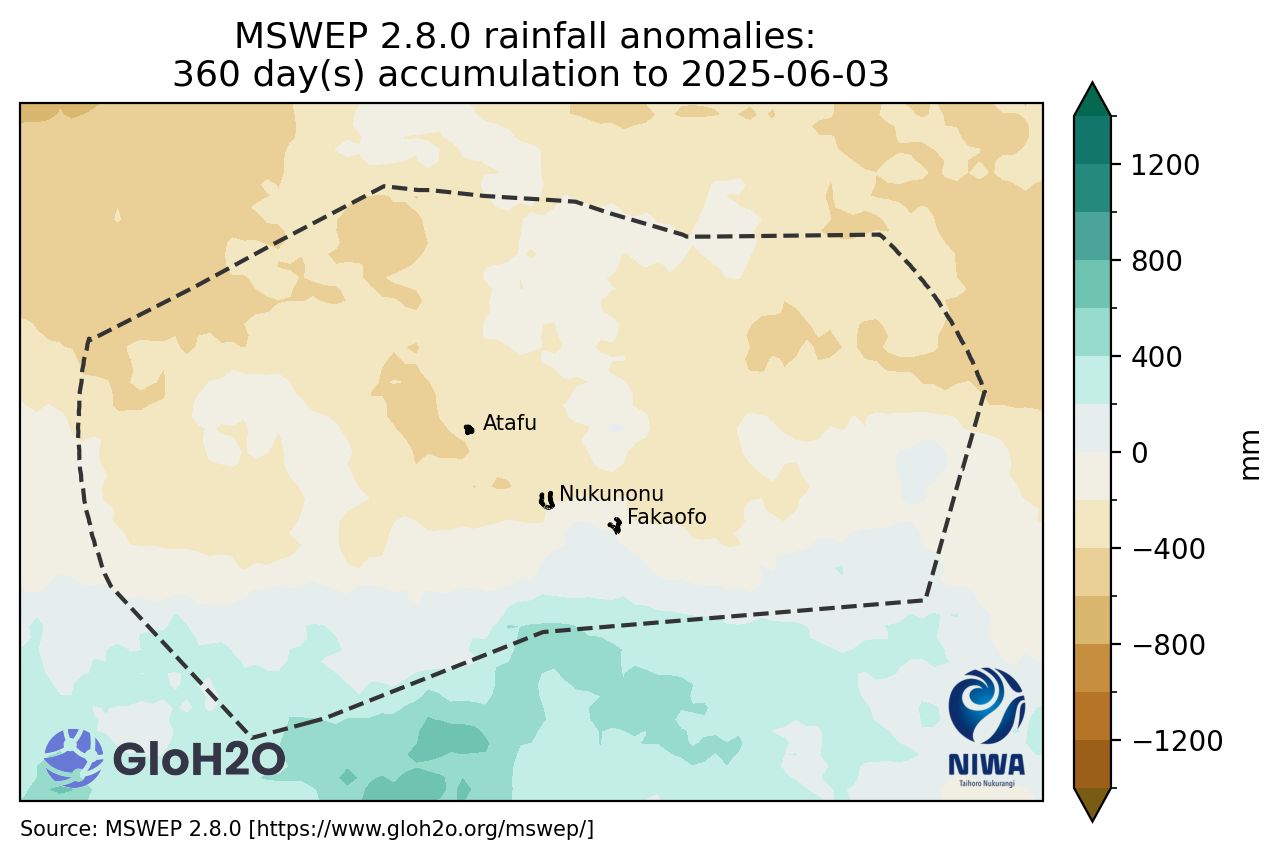 MSWEP 2.8.0 rainfall anomalies:
360 day(s) accumulation to 2025-06-03
1200
800
400
0
−400
−800
−1200
mm
Atafu
Nukunonu
Fakaofo
GloH2O
NIWA
Taihoro Nukurangi
Source: MSWEP 2.8.0 [https://www.gloh2o.org/mswep/]